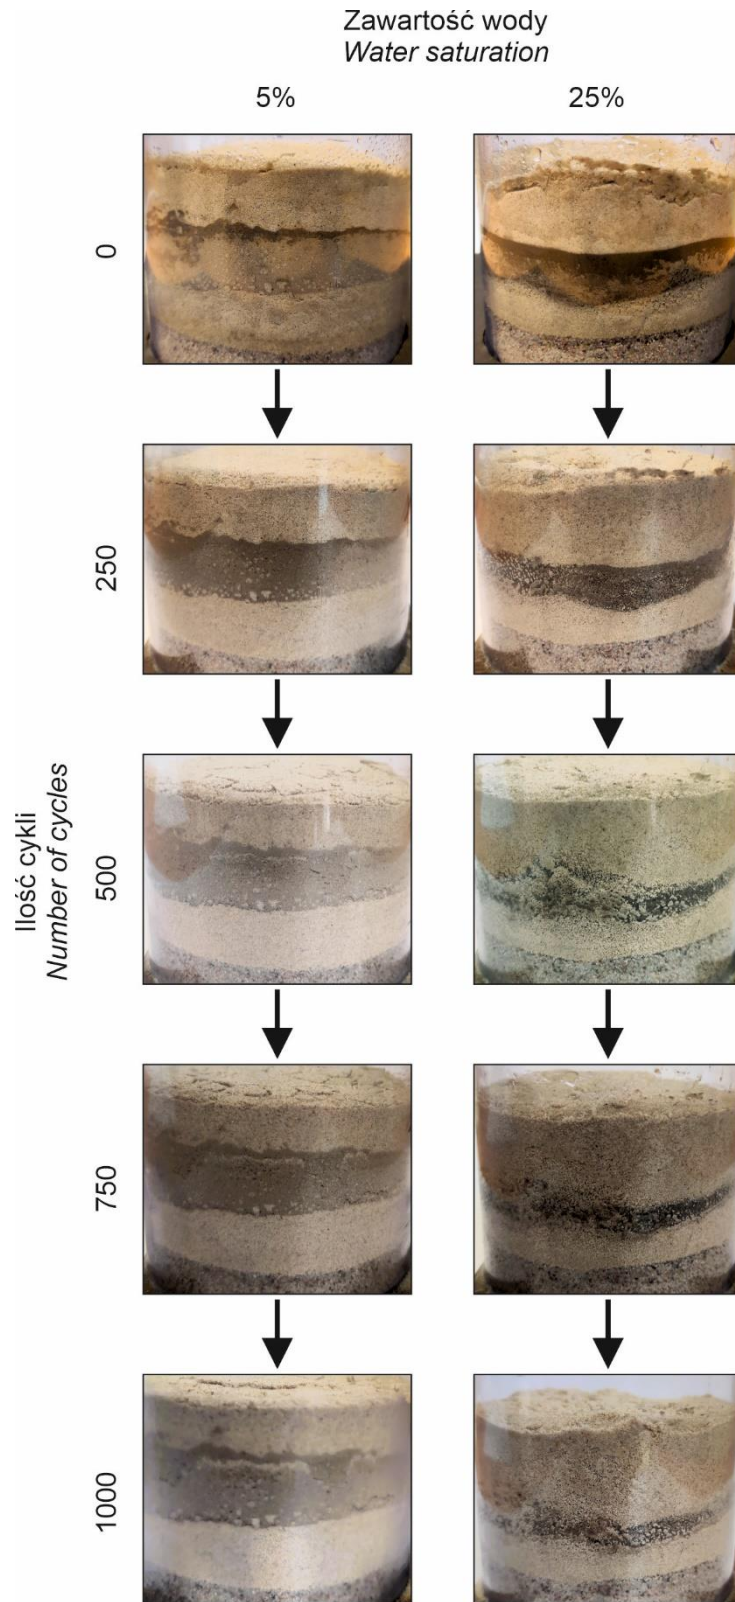 Zawartość wody
Water saturation
5%
25%
0
250
500
750
1000
Ilość cykli
Number of cycles